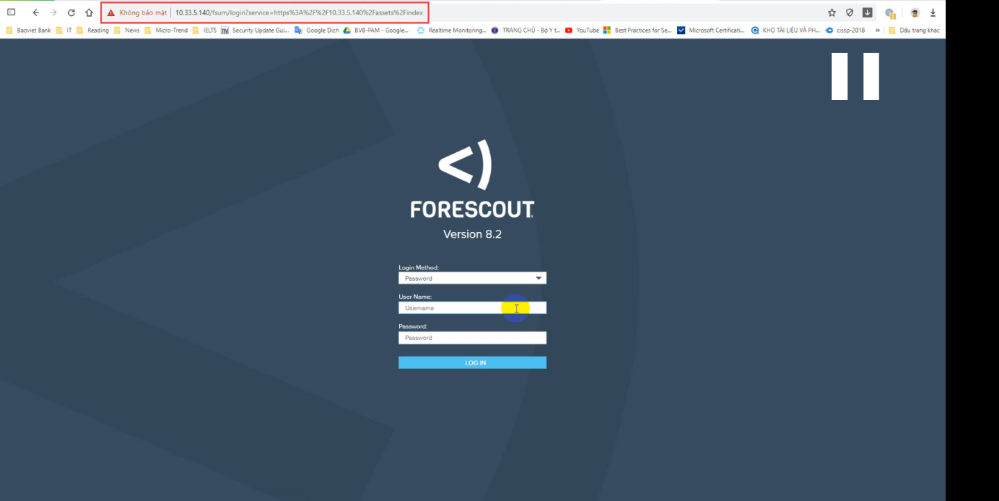 Không bảo mật 10.33.5.140/fsum/login?service=https%3A%2F%2F10.33.5.140%2Fassets%2Findex
Baoviet Bank IT Reading News Micro-Trend IELTS TN Security Update Gui... Google Dịch BVB-PAM - Google... Realtime Monitoring... TRANG CHỦ - Bộ Y t... YouTube Best Practices for Se... Microsoft Certificati... KHO TÀI LIỆU VÀ PH... cissp-2018 » Dấu trang khác
FORESCOUT
Version 8.2
Login Method:
Password
User Name:
Username
Password:
Password
LOG IN